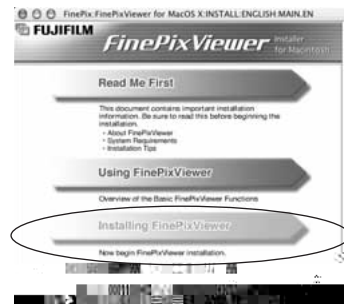 FinePix:FinePixViewer for MacOS X:INSTALL:ENGLISH:MAIN.EN
FUJIFILM
FinePixViewer Installer
for Macintosh
Read Me First
This document contains important installation
information. Be sure to read this before beginning the
installation.
- About FinePixViewer
- System Requirements
- Installation Tips
Using FinePixViewer
Overview of the Basic FinePixViewer Functions
Installing FinePixViewer
Now begin FinePixViewer installation.